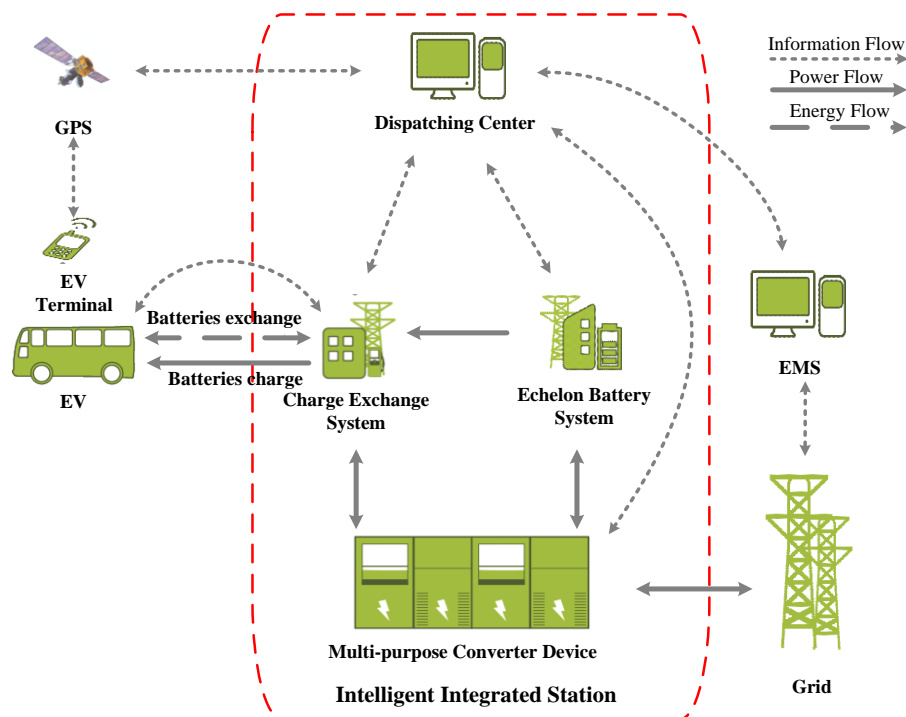 Information Flow
Power Flow
Energy Flow
GPS
Dispatching Center
EV
Terminal
Batteries exchange
Batteries charge
EV
Charge Exchange
System
Echelon Battery
System
EMS
Multi-purpose Converter Device
Intelligent Integrated Station
Grid